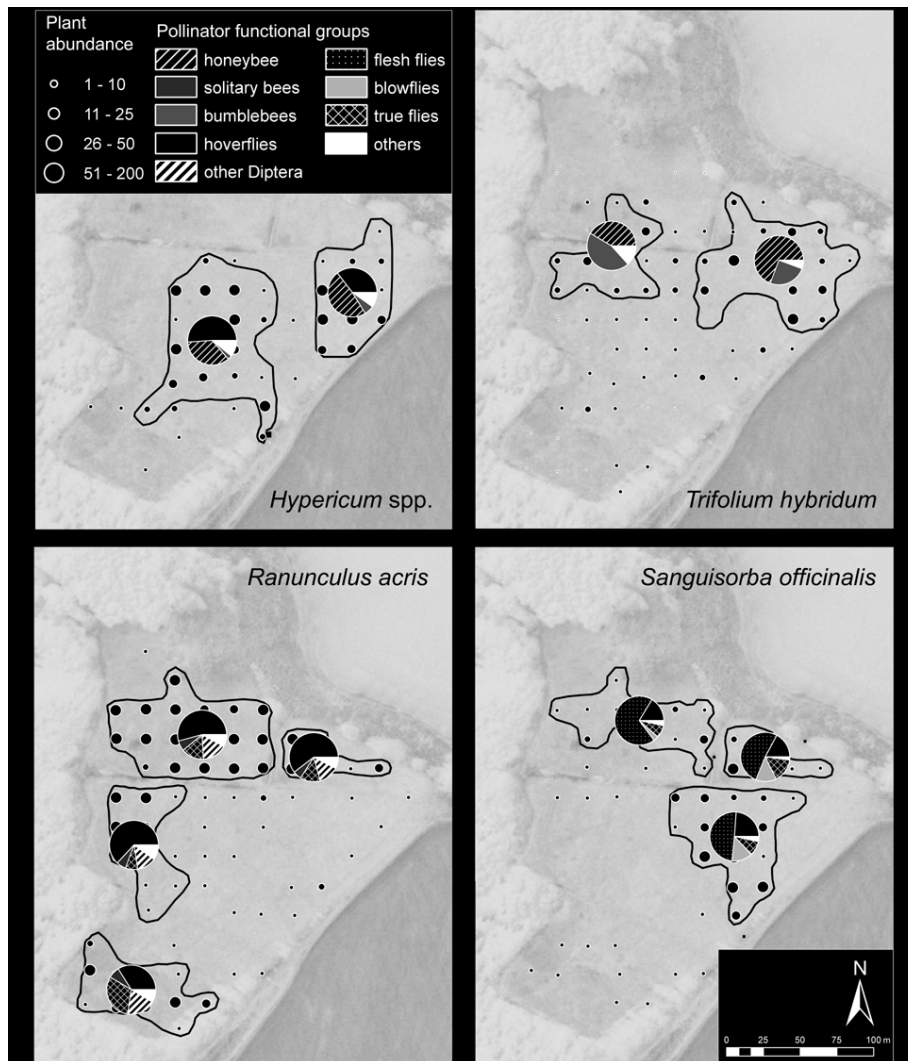 Plant
abundance
1 - 10
11 - 25
26 - 50
51 - 200
Pollinator functional groups
honeybee
solitary bees
bumblebees
hoverflies
other Diptera
flesh flies
blowflies
true flies
others
Hypericum spp.
Trifolium hybridum
Ranunculus acris
Sanguisorba officinalis
N
0 25 50 75 100 m